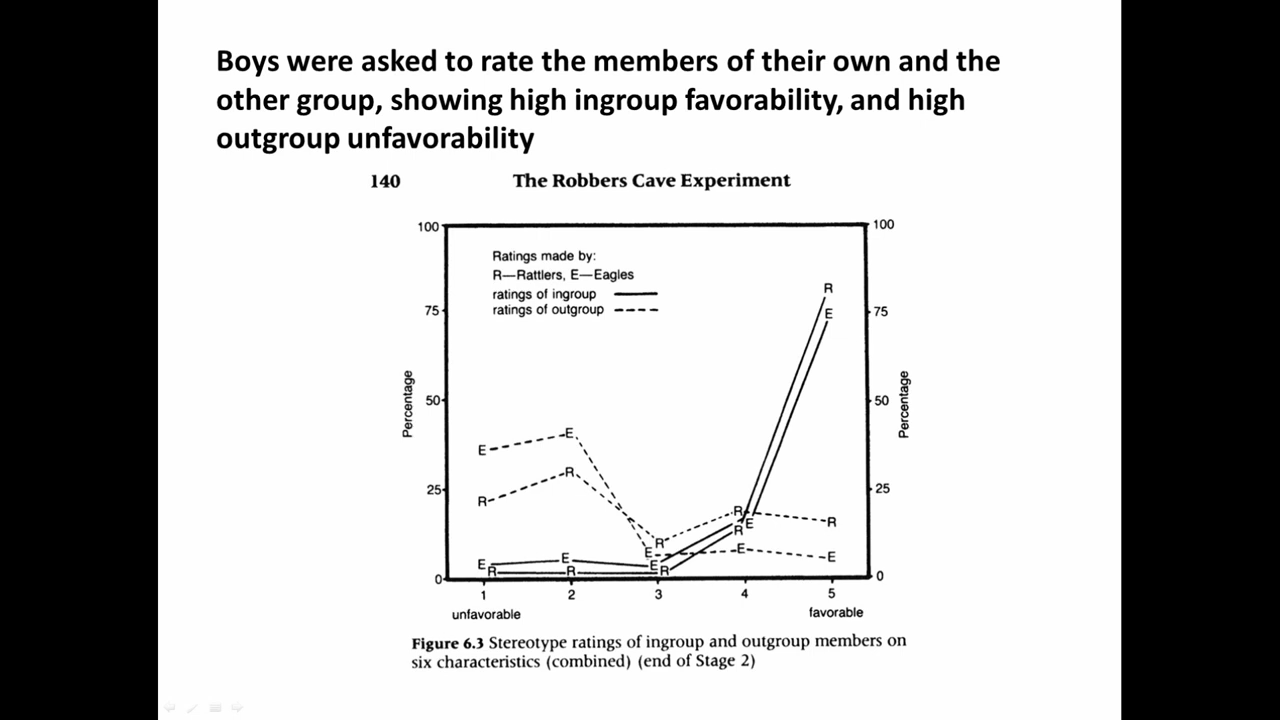 Boys were asked to rate the members of their own and the
other group, showing high ingroup favorability, and high
outgroup unfavorability
140 The Robbers Cave Experiment
100 100
Ratings made by:
R—Rattlers, E—Eagles
ratings of ingroup
ratings of outgroup
R
75 75
E
Percentage Percentage
50 50
E E
R
25 25
R
R R
E
R
R
E E
E
E E E
R R R
0 0
1 2 3 4 5
unfavorable favorable
Figure 6.3 Stereotype ratings of ingroup and outgroup members on
six characteristics (combined) (end of Stage 2)